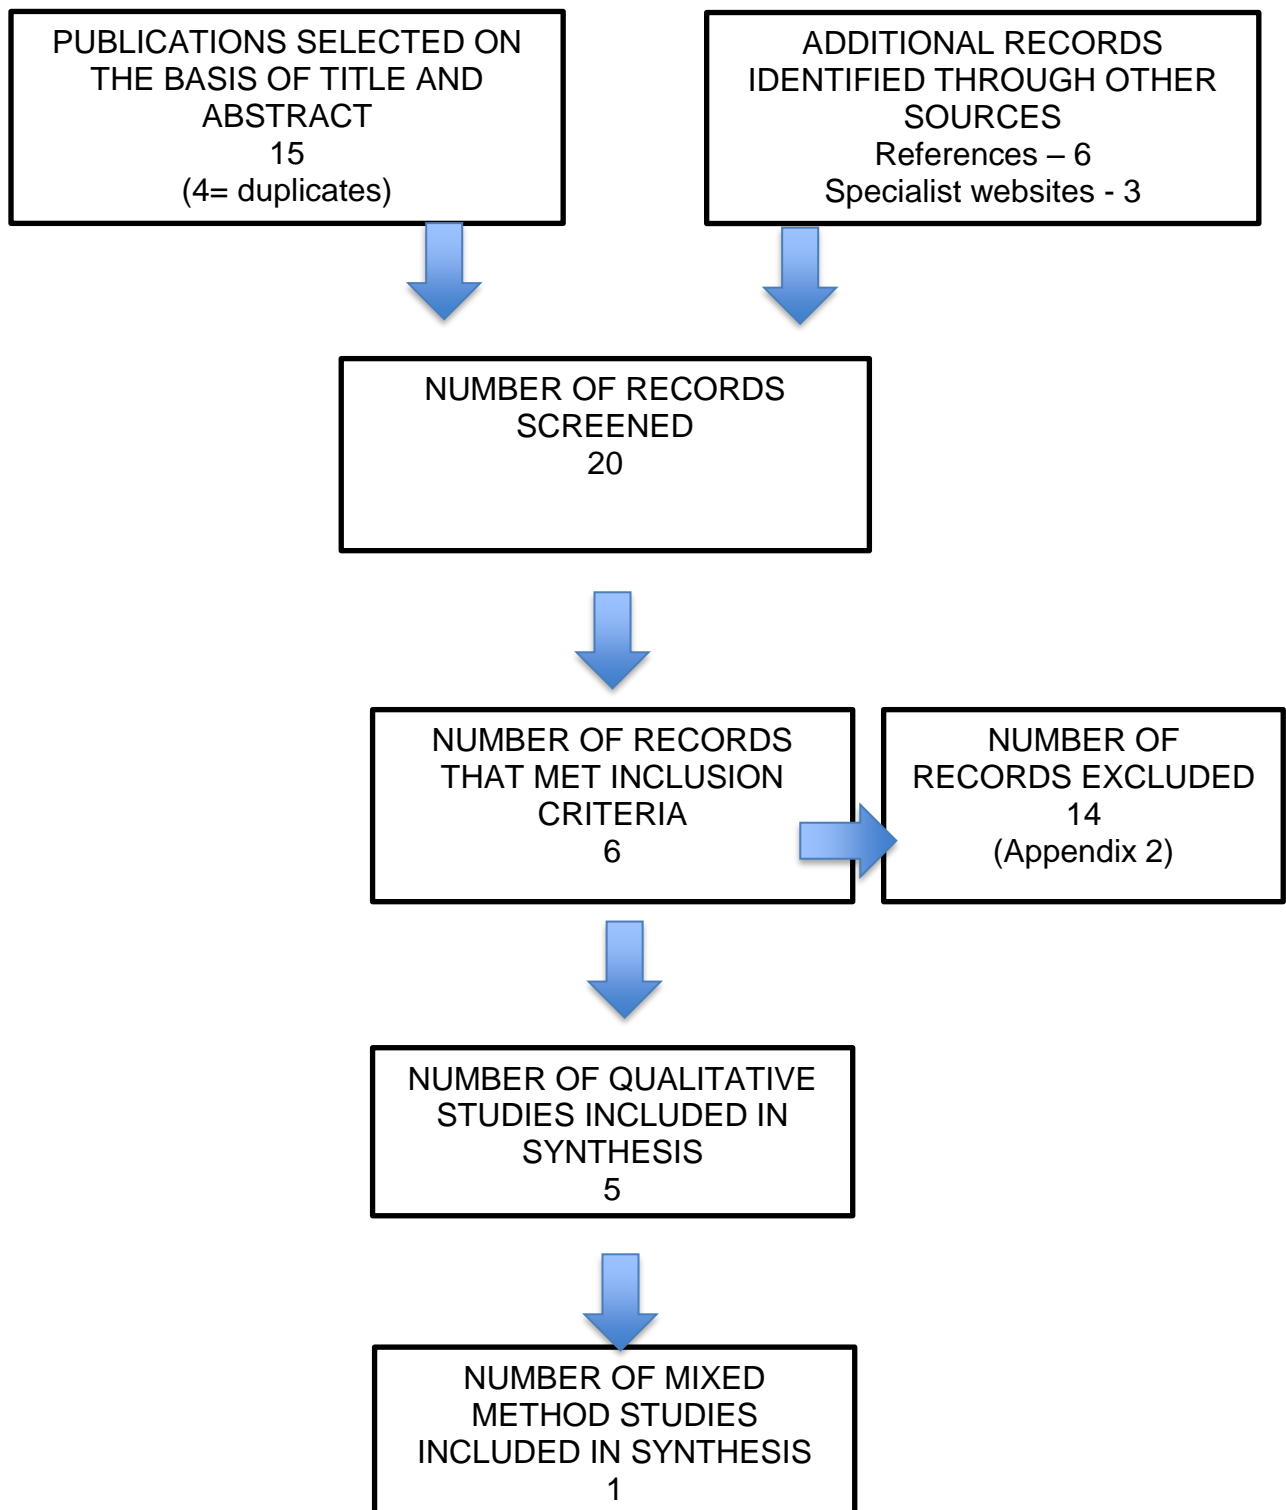 PUBLICATIONS SELECTED ON
THE BASIS OF TITLE AND
ABSTRACT
15
(4= duplicates)
ADDITIONAL RECORDS
IDENTIFIED THROUGH OTHER
SOURCES
References – 6
Specialist websites - 3
NUMBER OF RECORDS
SCREENED
20
NUMBER OF RECORDS
THAT MET INCLUSION
CRITERIA
6
NUMBER OF
RECORDS EXCLUDED
14
(Appendix 2)
NUMBER OF QUALITATIVE
STUDIES INCLUDED IN
SYNTHESIS
5
NUMBER OF MIXED
METHOD STUDIES
INCLUDED IN SYNTHESIS
1